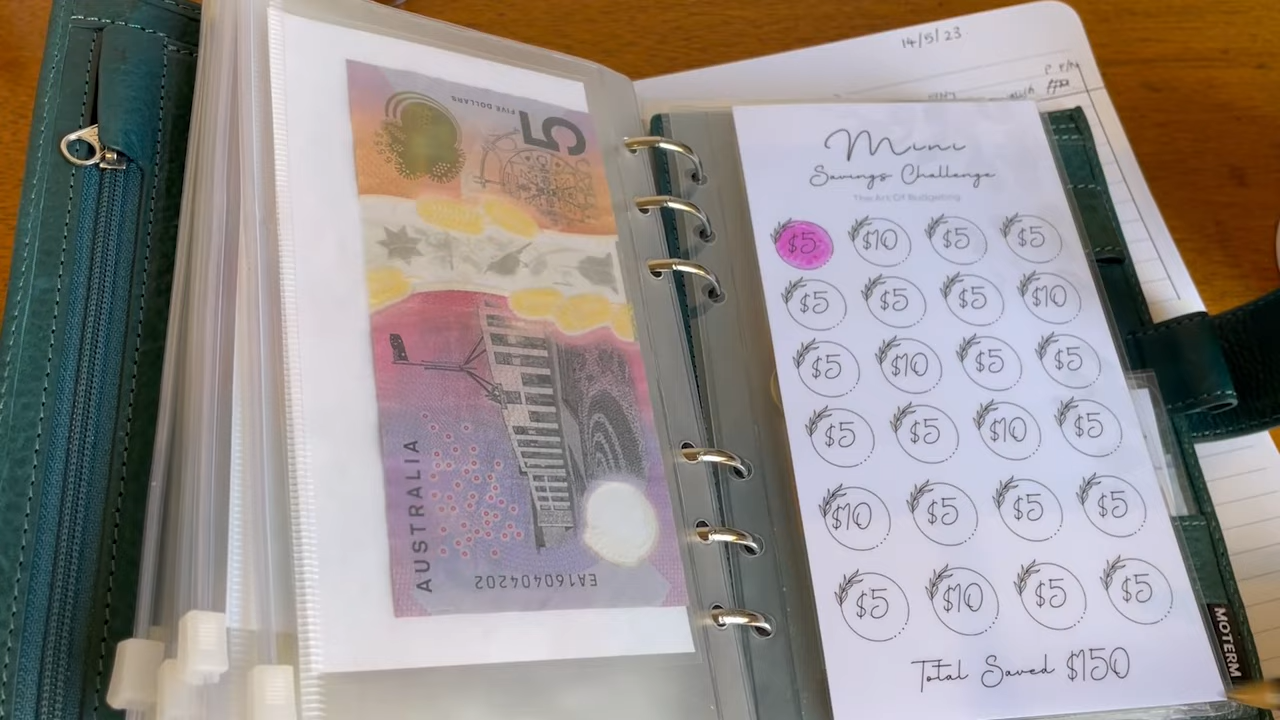 14/5/23
FIVE DOLLARS
5
AUSTRALIA
EA160404202
Mini
Savings Challenge
The Art Of Budgeting
$5 $10 $5 $5
$5 $5 $5 $10
$5 $10 $5 $5
$5 $5 $10 $5
$10 $5 $5 $5
$5 $10 $5 $5
Total Saved $150
MOTERM